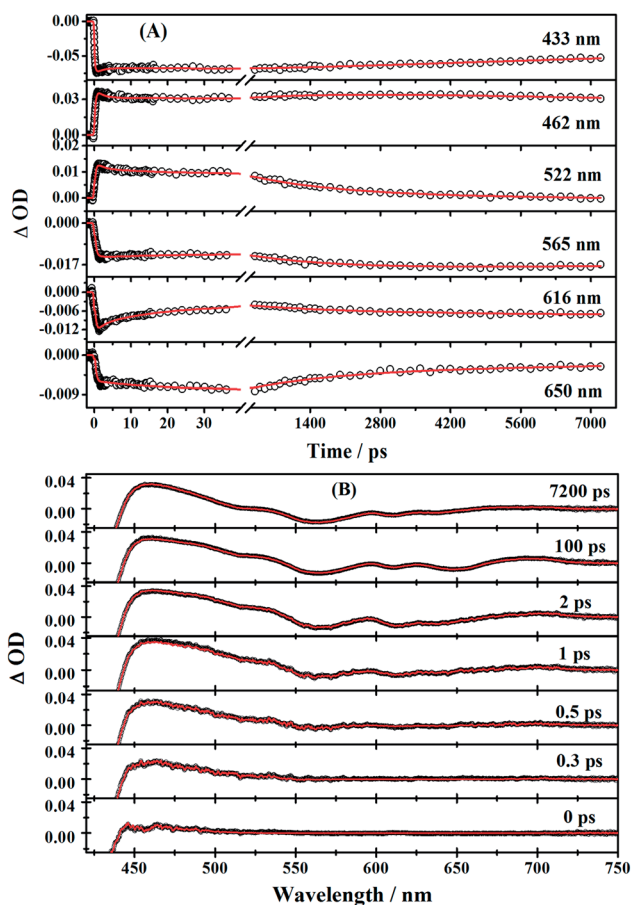 (A)
0.00
-0.05
433 nm
0.03
0.00
462 nm
0.02
0.01
0.00
522 nm
0.000
-0.017
565 nm
0.000
-0.006
-0.012
616 nm
0.000
-0.009
650 nm
Δ OD
0 10 20 30 1400 2800 4200 5600 7000
Time / ps
(B)
0.04
0.00
7200 ps
0.04
0.00
100 ps
0.04
0.00
2 ps
0.04
0.00
1 ps
0.04
0.00
0.5 ps
0.04
0.00
0.3 ps
0.04
0.00
0 ps
Δ OD
450 500 550 600 650 700 750
Wavelength / nm